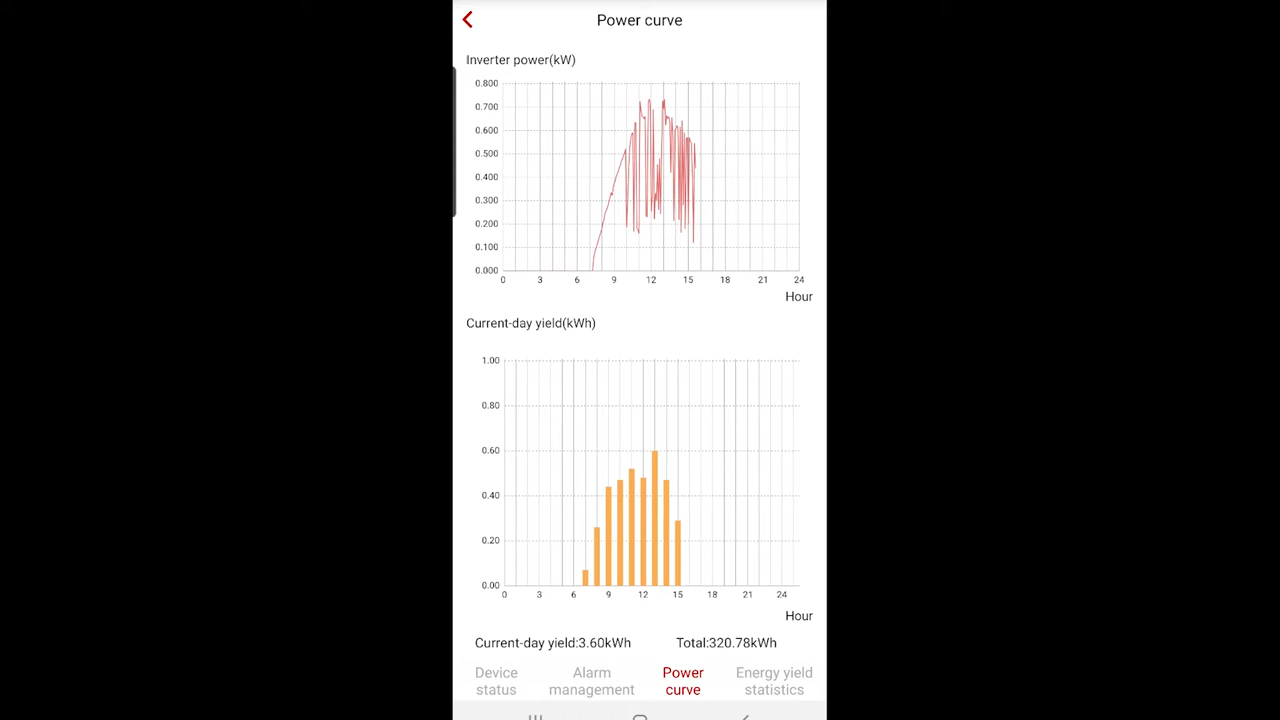 Power curve
Inverter power(kW)
0.800
0.700
0.600
0.500
0.400
0.300
0.200
0.100
0.000
0 3 6 9 12 15 18 21 24
Hour
Current-day yield(kWh)
1.00
0.80
0.60
0.40
0.20
0.00
0 3 6 9 12 15 18 21 24
Hour
Current-day yield:3.60kWh Total:320.78kWh
Device Alarm Power Energy yield
status management curve statistics